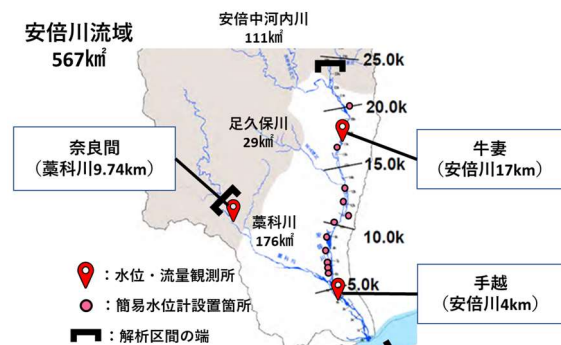 安倍川流域
567㎢
安倍中河内川
111㎢
25.0k
20.0k
足久保川
29㎢
奈良間
（藁科川9.74km）
牛妻
（安倍川17km）
15.0k
藁科川
176㎢
10.0k
5.0k
手越
（安倍川4km）
：水位・流量観測所
：簡易水位計設置箇所
：解析区間の端